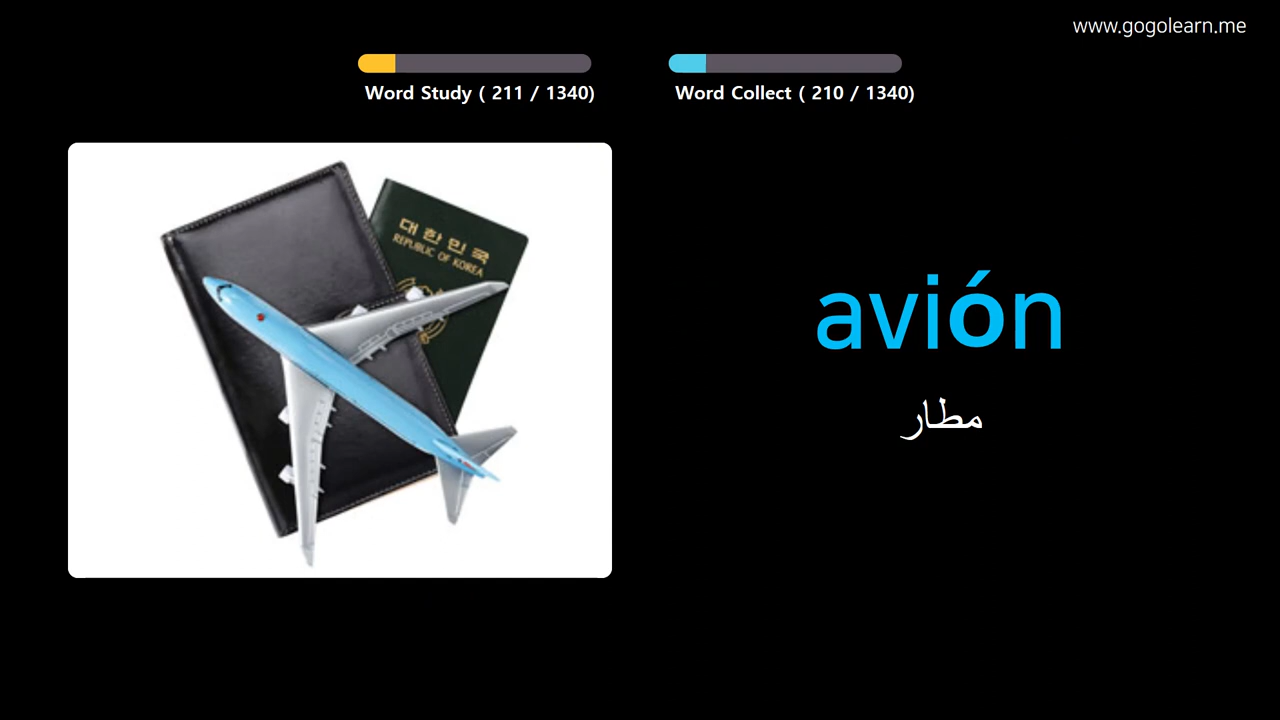 www.gogolearn.me
Word Study ( 211 / 1340)
Word Collect ( 210 / 1340)
대한민국
REPUBLIC OF KOREA
avión
مطار